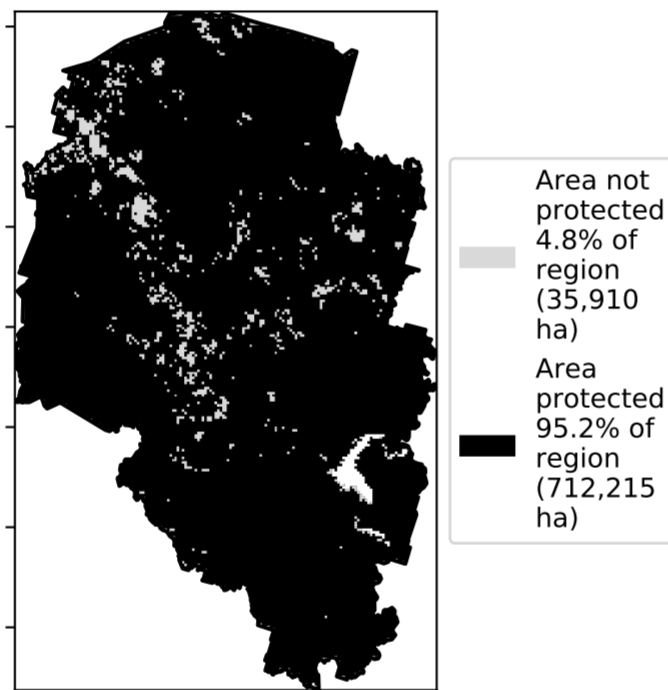 Area not
protected
4.8% of
region
(35,910
ha)
Area
protected
95.2% of
region
(712,215
ha)